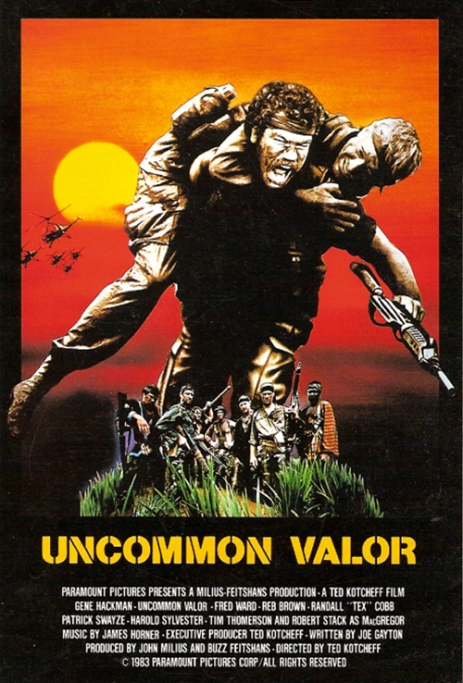 UNCOMMON VALOR
PARAMOUNT PICTURES PRESENTS A MILIUS-FEITSHANS PRODUCTION · A TED KOTCHEFF FILM
GENE HACKMAN · UNCOMMON VALOR · FRED WARD · REB BROWN · RANDALL "TEX" COBB
PATRICK SWAYZE · HAROLD SYLVESTER · TIM THOMERSON AND ROBERT STACK AS MacGREGOR
MUSIC BY JAMES HORNER · EXECUTIVE PRODUCER TED KOTCHEFF · WRITTEN BY JOE GAYTON
PRODUCED BY JOHN MILIUS AND BUZZ FEITSHANS · DIRECTED BY TED KOTCHEFF
© 1983 PARAMOUNT PICTURES CORP/ALL RIGHTS RESERVED